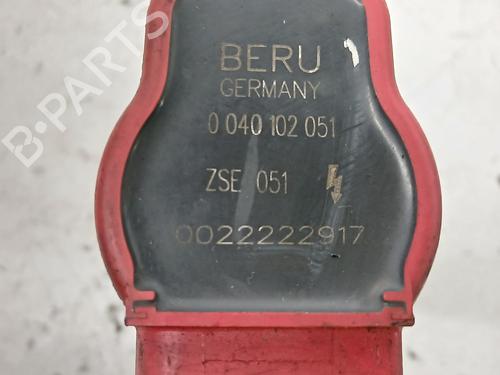 B-PARTS
BERU
GERMANY
0 040 102 051
ZSE 051
0022222917